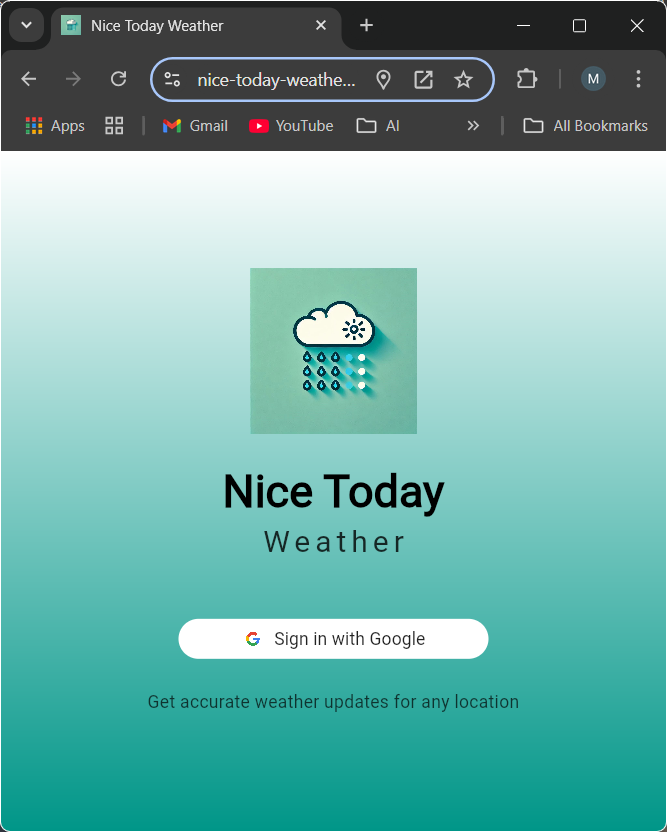 Nice Today Weather
nice-today-weathe...
M
Apps
Gmail
YouTube
AI
All Bookmarks
Nice Today
Weather
Sign in with Google
Get accurate weather updates for any location